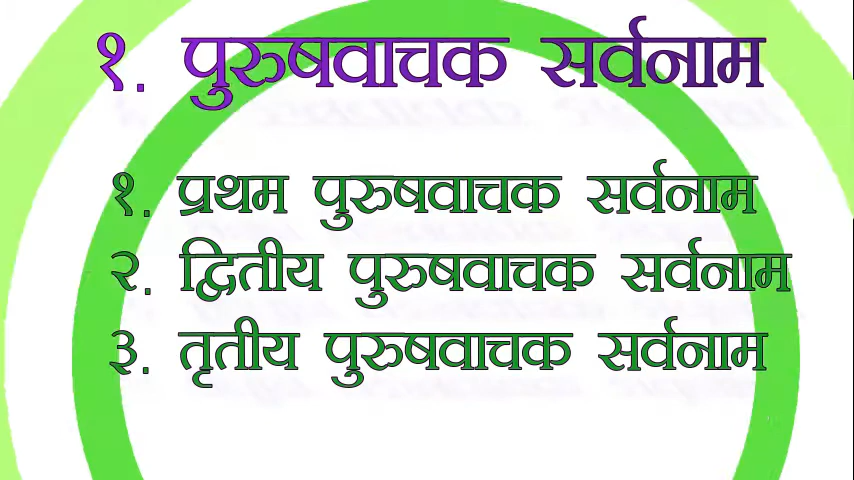 १. पुरुषवाचक सर्वनाम
१. प्रथम पुरुषवाचक सर्वनाम
२. द्वितीय पुरुषवाचक सर्वनाम
३. तृतीय पुरुषवाचक सर्वनाम